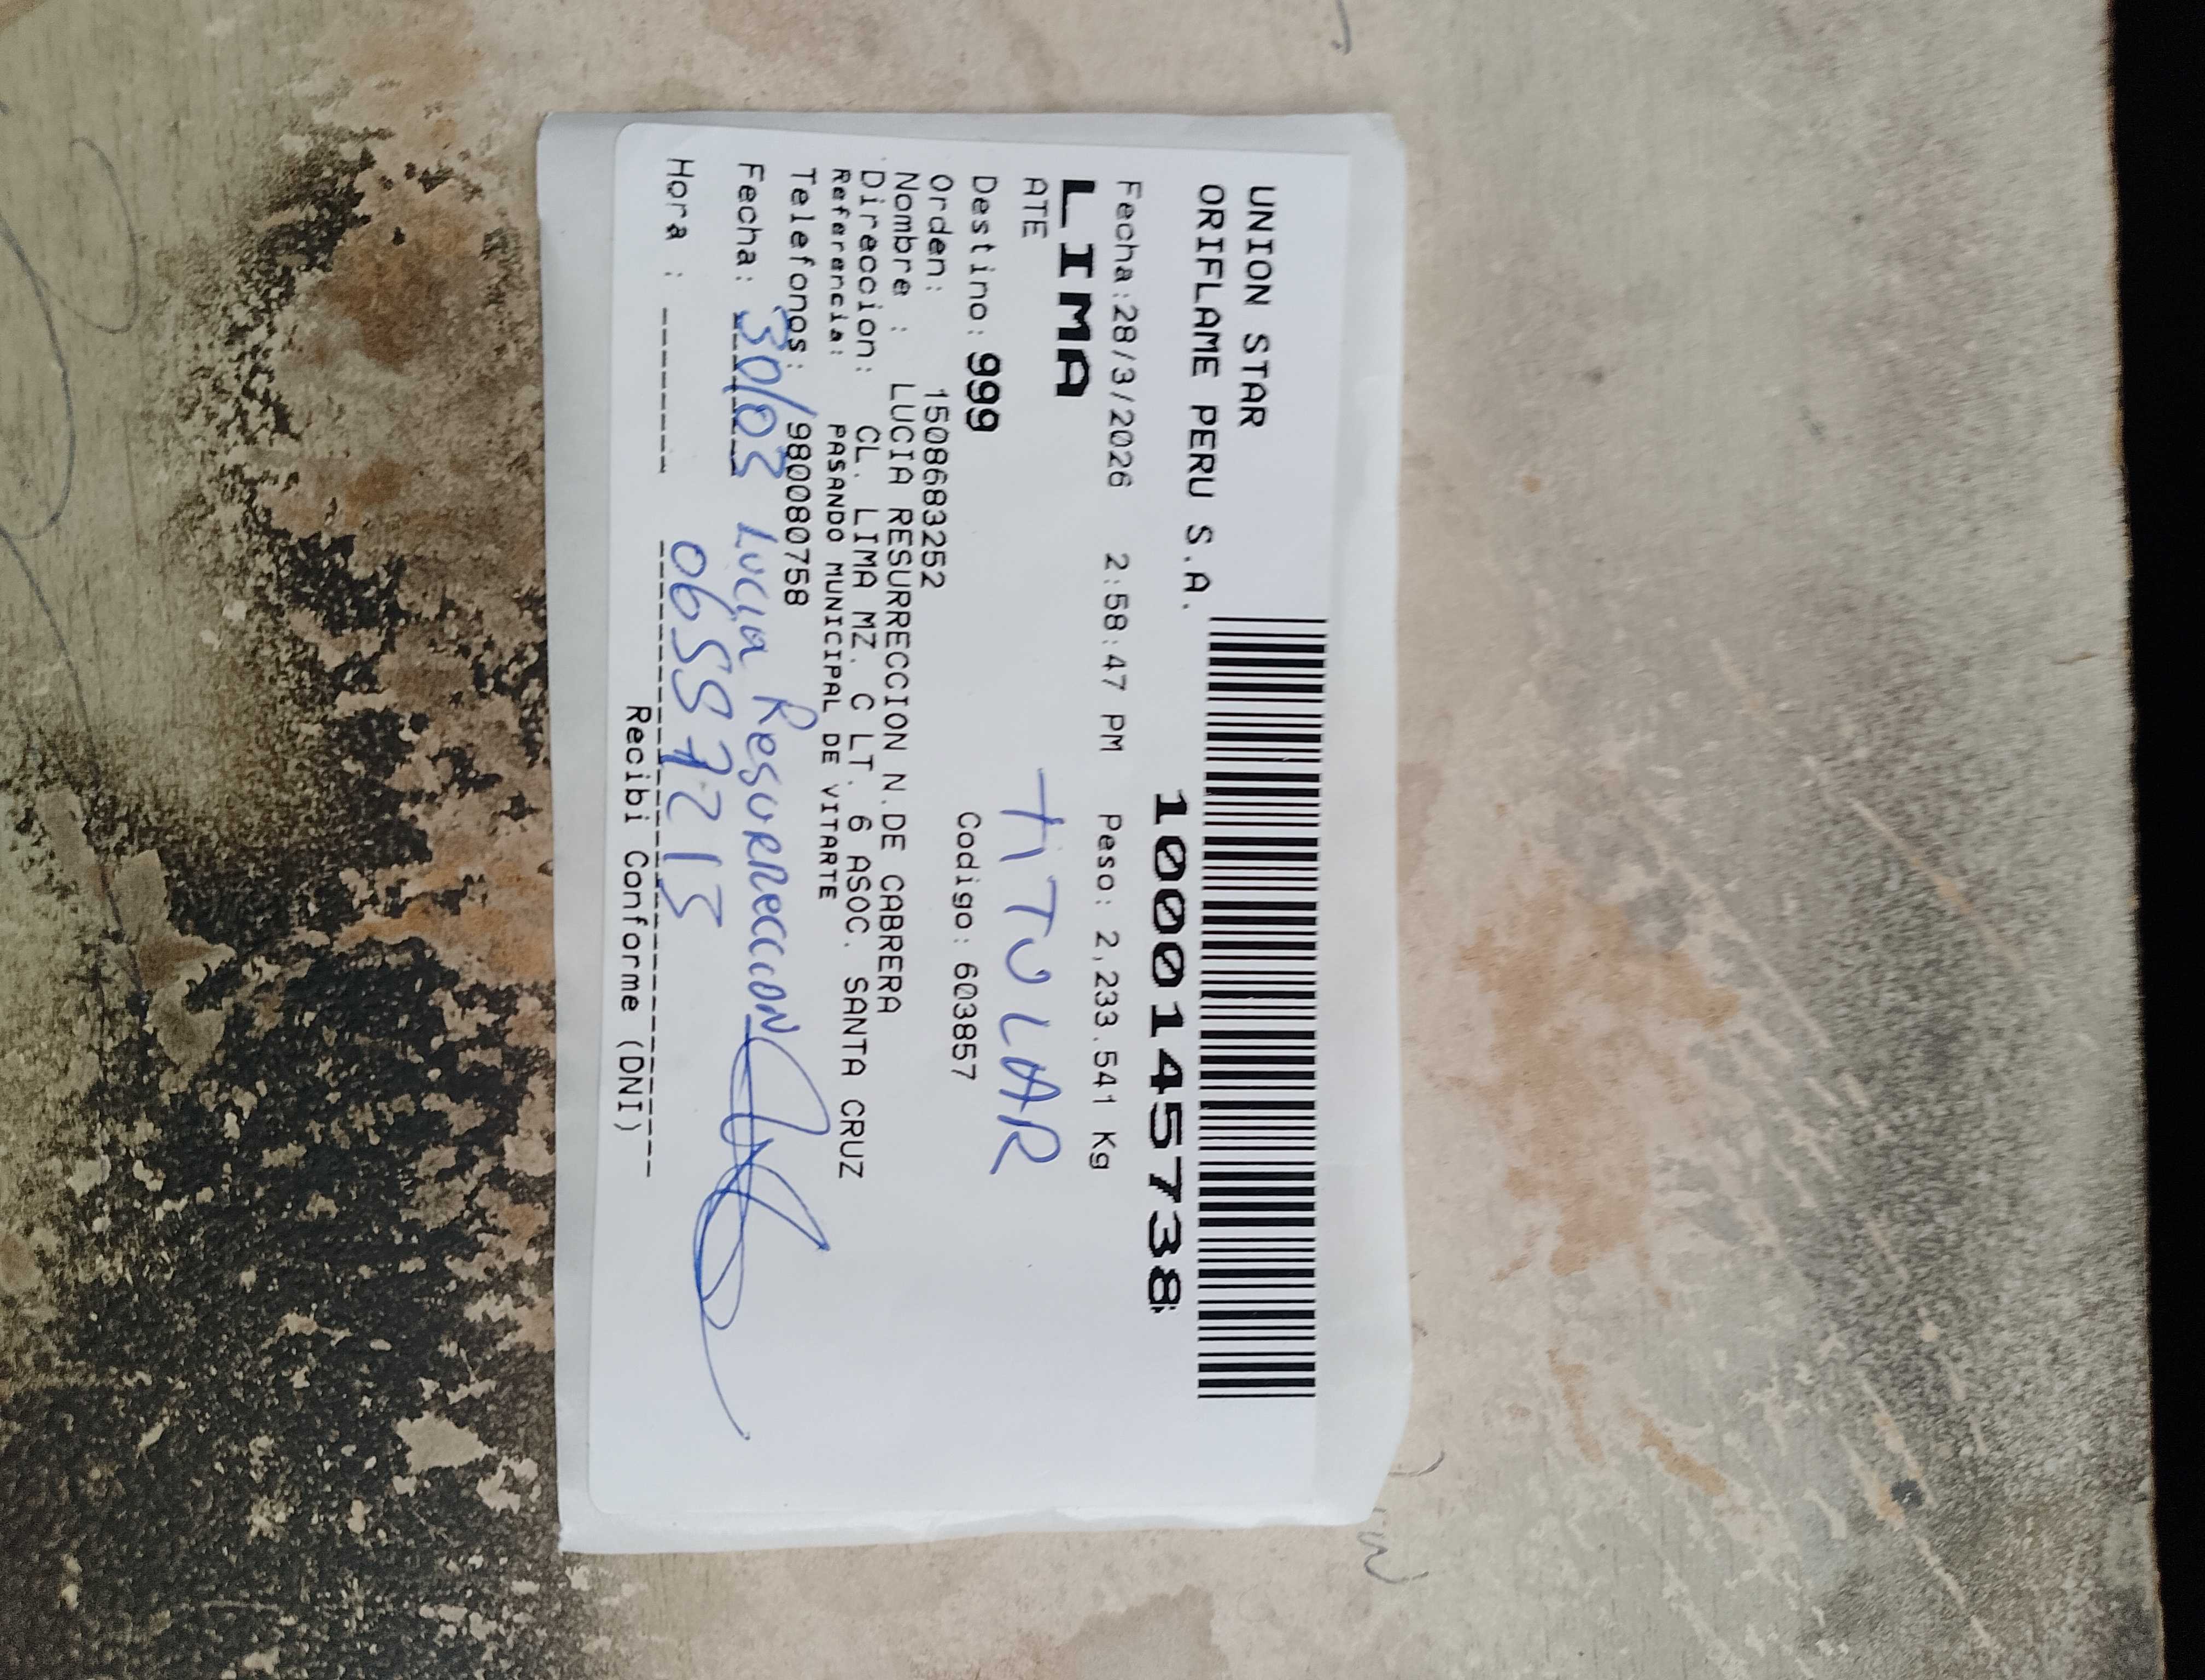 UNION STAR
ORIFLAME PERU S.A.
1000145738
Fecha:28/3/2026 2:58:47 PM Peso: 2,233.541 Kg
LIMA
ATE
TITULAR
Destino: 999 Codigo: 603857
Orden: 1508683252
Nombre : LUCIA RESURRECCION N.DE CABRERA
Direccion: CL. LIMA MZ. C LT. 6 ASOC. SANTA CRUZ
Referencia: PASANDO MUNICIPAL DE VITARTE
Telefonos: /980080758
Fecha: 30/03 Lucia Resurreccion
Hora :
Recibi Conforme (DNI)